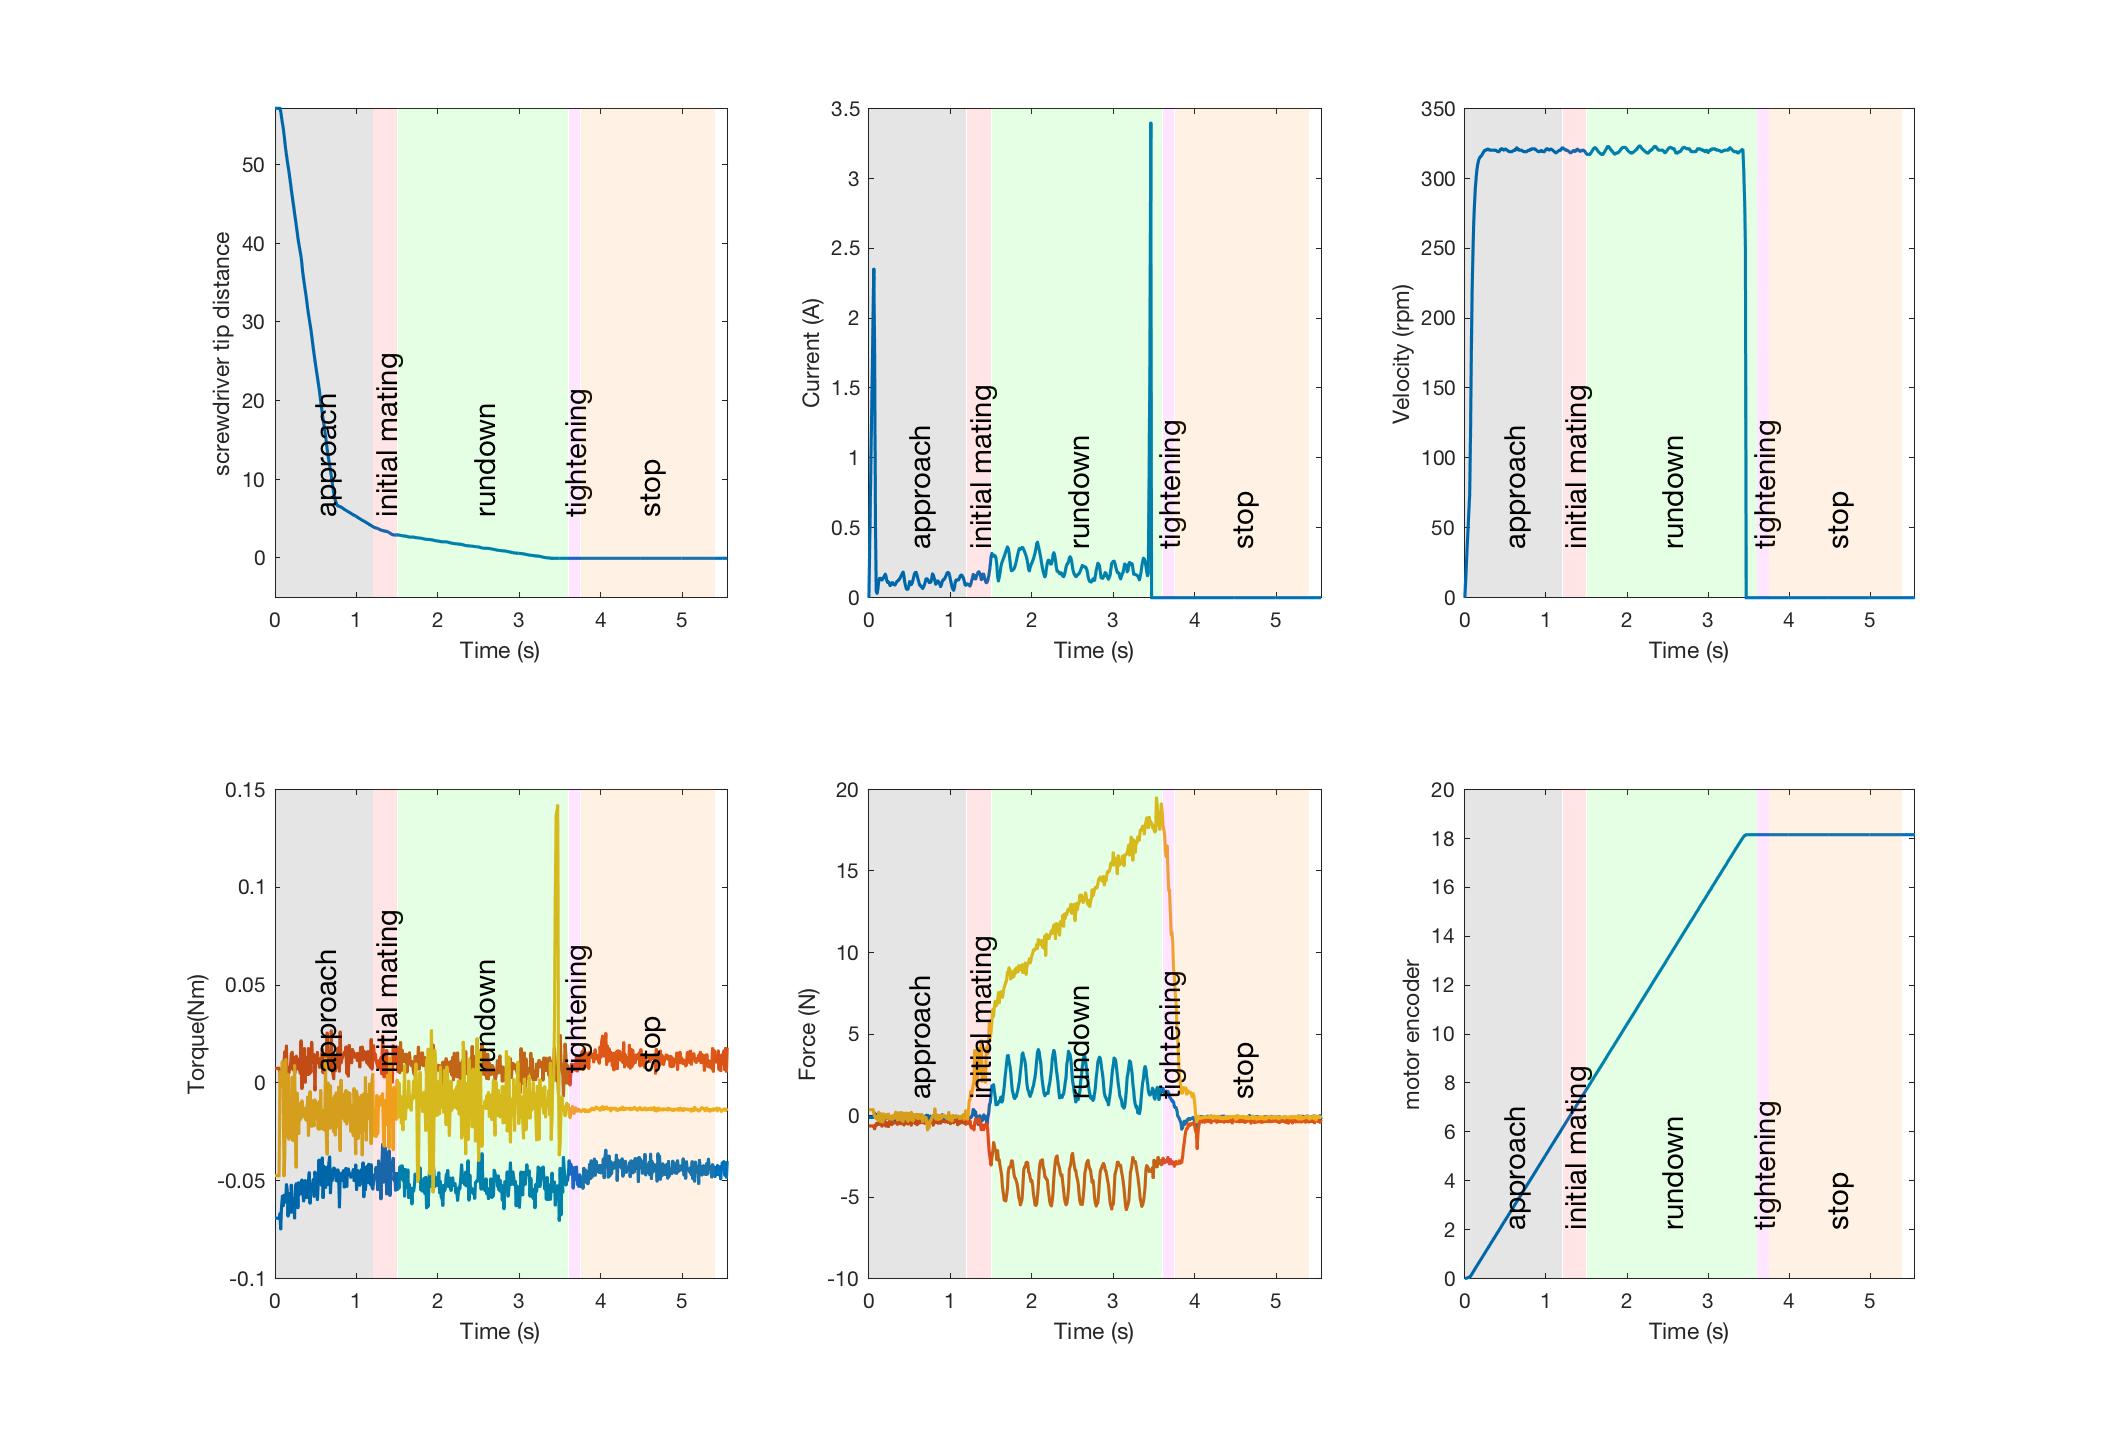 screwdriver tip distance
50
40
30
20
10
0
approach
initial mating
rundown
tightening
stop
0 1 2 3 4 5
Time (s)
Current (A)
3.5
3
2.5
2
1.5
1
0.5
0
approach
initial mating
rundown
tightening
stop
0 1 2 3 4 5
Time (s)
Velocity (rpm)
350
300
250
200
150
100
50
0
approach
initial mating
rundown
tightening
stop
0 1 2 3 4 5
Time (s)
Torque(Nm)
0.15
0.1
0.05
0
-0.05
-0.1
approach
initial mating
rundown
tightening
stop
0 1 2 3 4 5
Time (s)
Force (N)
20
15
10
5
0
-5
-10
approach
initial mating
rundown
tightening
stop
0 1 2 3 4 5
Time (s)
motor encoder
20
18
16
14
12
10
8
6
4
2
0
approach
initial mating
rundown
tightening
stop
0 1 2 3 4 5
Time (s)